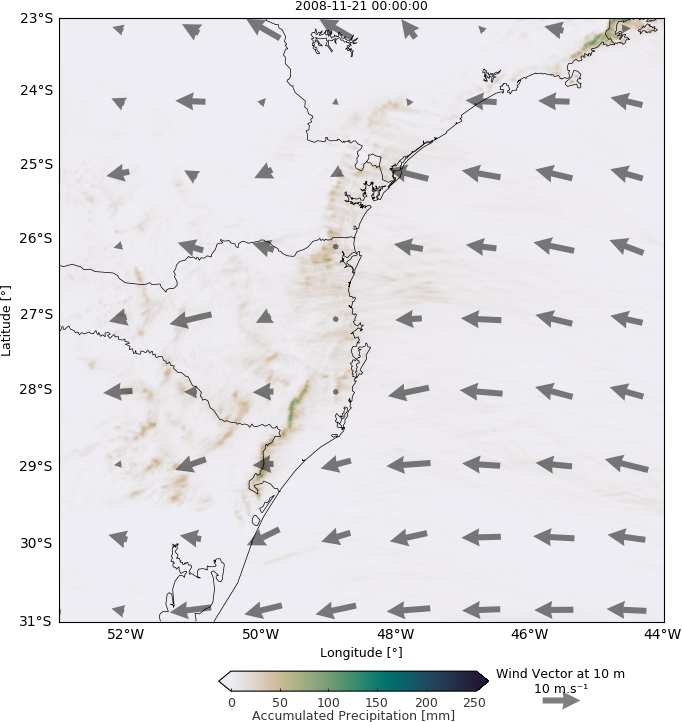 2008-11-21 00:00:00
23°S
24°S
25°S
26°S
27°S
28°S
29°S
30°S
31°S
Latitude [°]
52°W 50°W 48°W 46°W 44°W
Longitude [°]
0 50 100 150 200 250
Accumulated Precipitation [mm]
Wind Vector at 10 m
10 m.s⁻¹